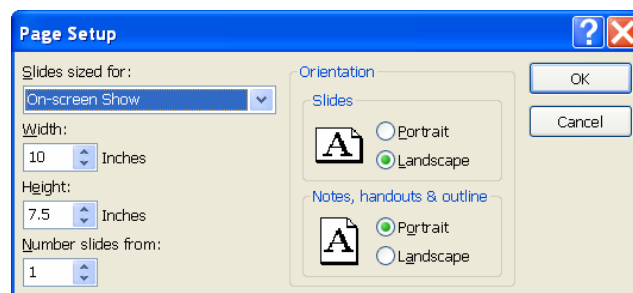 Page Setup
Slides sized for:
On-screen Show
Width:
10 Inches
Height:
7.5 Inches
Number slides from:
1
Orientation
Slides
A
Portrait
Landscape
Notes, handouts & outline
A
Portrait
Landscape
OK
Cancel